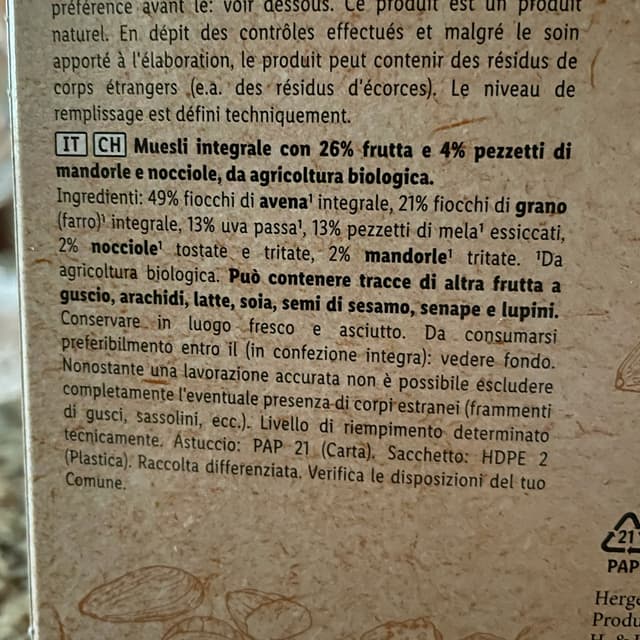 préférence avant le: voir dessous. Ce produit est un produit
naturel. En dépit des contrôles effectués et malgré le soin
apporté à l'élaboration, le produit peut contenir des résidus de
corps étrangers (e.a. des résidus d'écorces). Le niveau de
remplissage est défini techniquement.
IT CH Muesli integrale con 26% frutta e 4% pezzetti di
mandorle e nocciole, da agricoltura biologica.
Ingredienti: 49% fiocchi di avena¹ integrale, 21% fiocchi di grano
(farro)¹ integrale, 13% uva passa¹, 13% pezzetti di mela¹ essiccati,
2% nocciole¹ tostate e tritate, 2% mandorle¹ tritate. ¹Da
agricoltura biologica. Può contenere tracce di altra frutta a
guscio, arachidi, latte, soia, semi di sesamo, senape e lupini.
Conservare in luogo fresco e asciutto. Da consumarsi
preferibilmento entro il (in confezione integra): vedere fondo.
Nonostante una lavorazione accurata non è possibile escludere
completamente l'eventuale presenza di corpi estranei (frammenti
di gusci, sassolini, ecc.). Livello di riempimento determinato
tecnicamente. Astuccio: PAP 21 (Carta). Sacchetto: HDPE 2
(Plastica). Raccolta differenziata. Verifica le disposizioni del tuo
Comune.
21
PAP
Herge
Produ